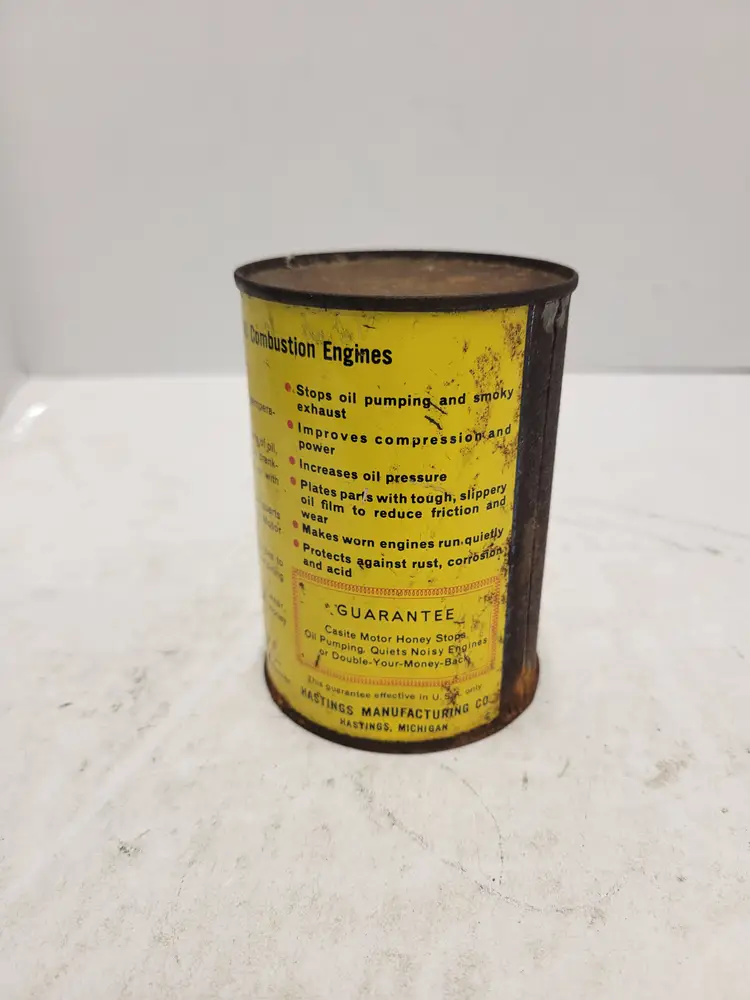 Combustion Engines
Stops oil pumping and smoky
exhaust
Improves compression and
power
Increases oil pressure
Plates parts with tough, slippery
oil film to reduce friction and
wear
Makes worn engines run quietly
Protects against rust, corrosion
and acid
GUARANTEE
Casite Motor Honey Stops
Oil Pumping, Quiets Noisy Engines
or Double-Your-Money-Back
This guarantee effective in U.S.A. only
HASTINGS MANUFACTURING CO.
HASTINGS, MICHIGAN
of oil,
with